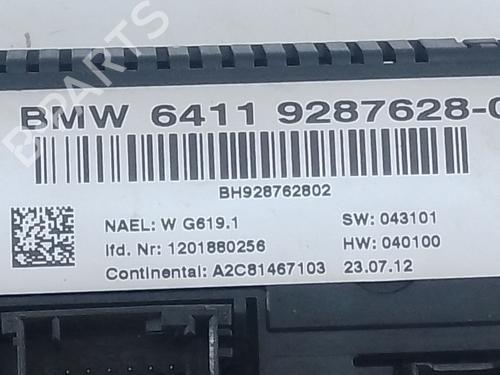 BMW 6411 9287628-0
BH928762802
NAEL: W G619.1
SW: 043101
lfd. Nr: 1201880256
HW: 040100
Continental: A2C81467103
23.07.12
B-PARTS